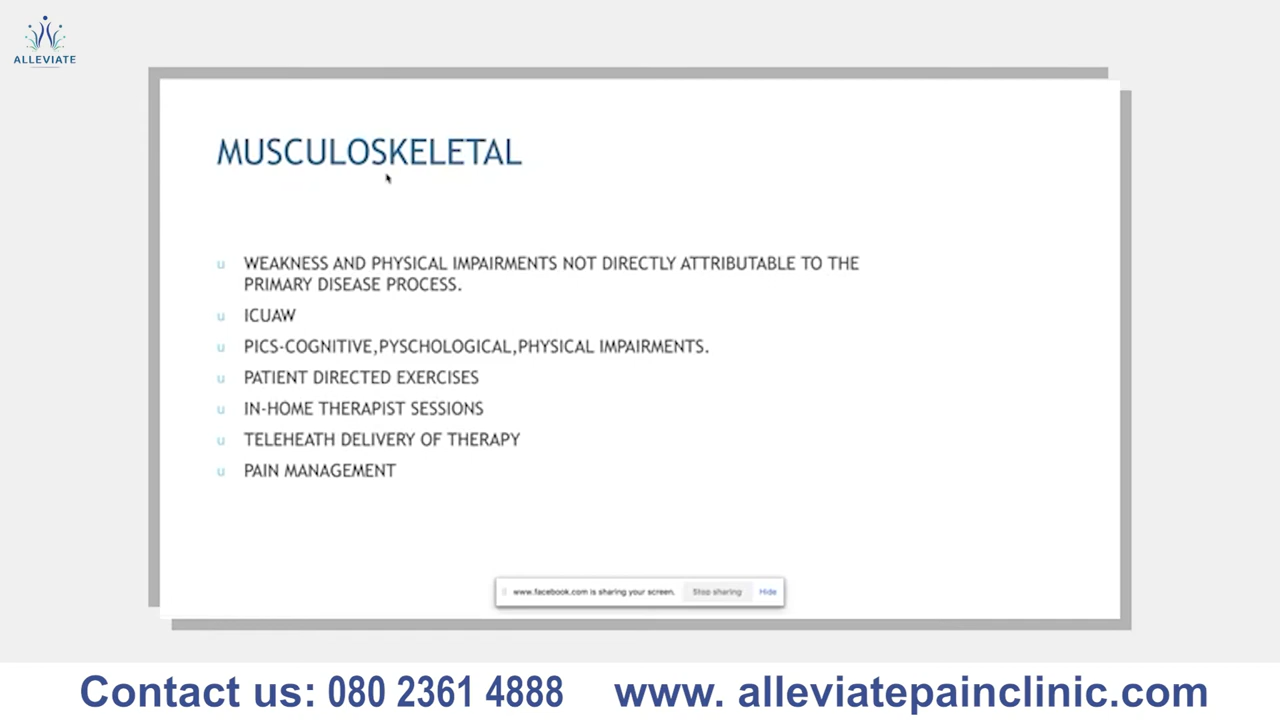 ALLEVIATE
MUSCULOSKELETAL
u WEAKNESS AND PHYSICAL IMPAIRMENTS NOT DIRECTLY ATTRIBUTABLE TO THE
PRIMARY DISEASE PROCESS.
u ICUAW
u PICS-COGNITIVE,PYSCHOLOGICAL,PHYSICAL IMPAIRMENTS.
u PATIENT DIRECTED EXERCISES
u IN-HOME THERAPIST SESSIONS
u TELEHEATH DELIVERY OF THERAPY
u PAIN MANAGEMENT
www.facebook.com is sharing your screen. Stop sharing Hide
Contact us: 080 2361 4888 www. alleviatepainclinic.com